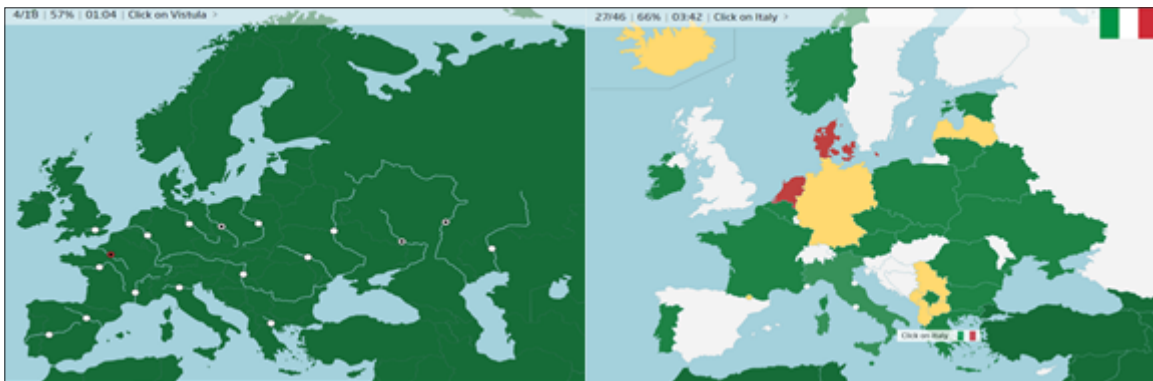 4/18 | 57% | 01:04 | Click on Vistula >
27/46 | 66% | 03:42 | Click on Italy >
Click on Italy